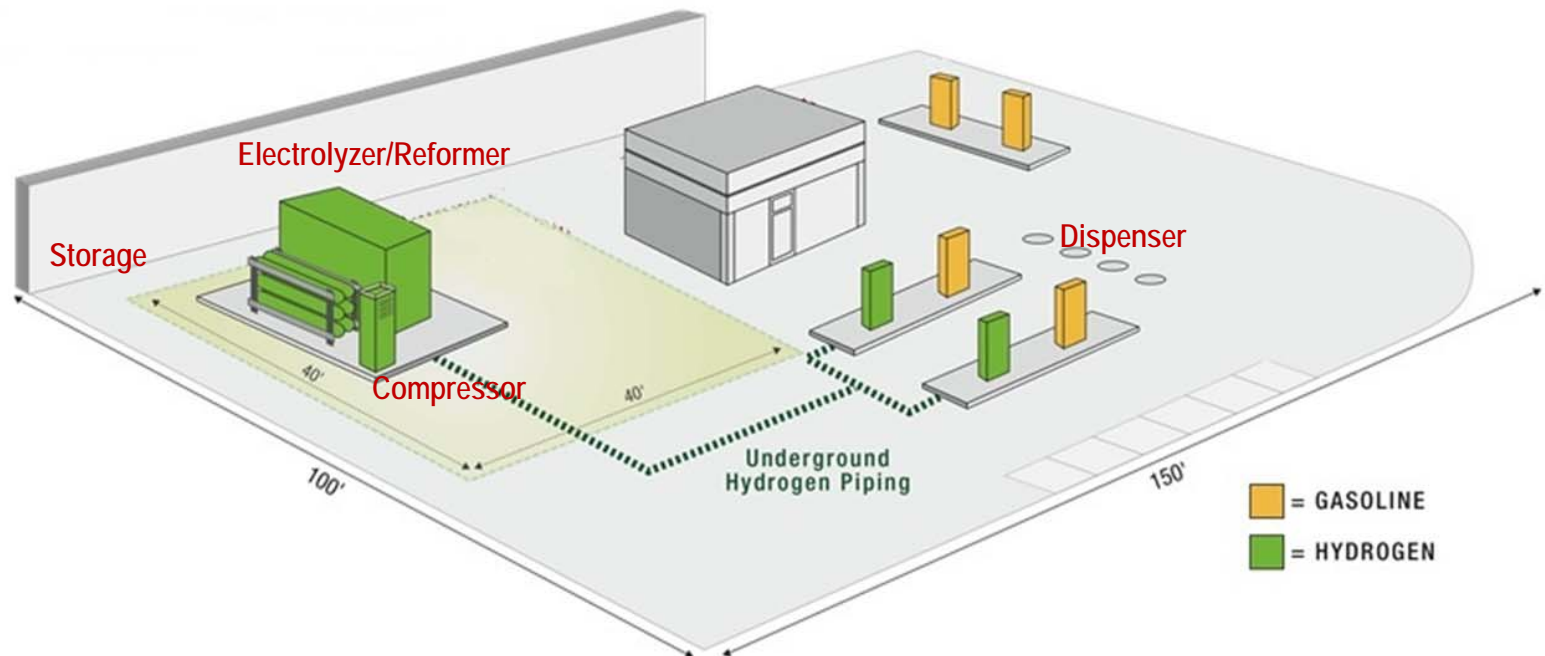 Electrolyzer/Reformer
Storage
Dispenser
40'
Compressor
40'
Underground
Hydrogen Piping
100'
150'
= GASOLINE
= HYDROGEN